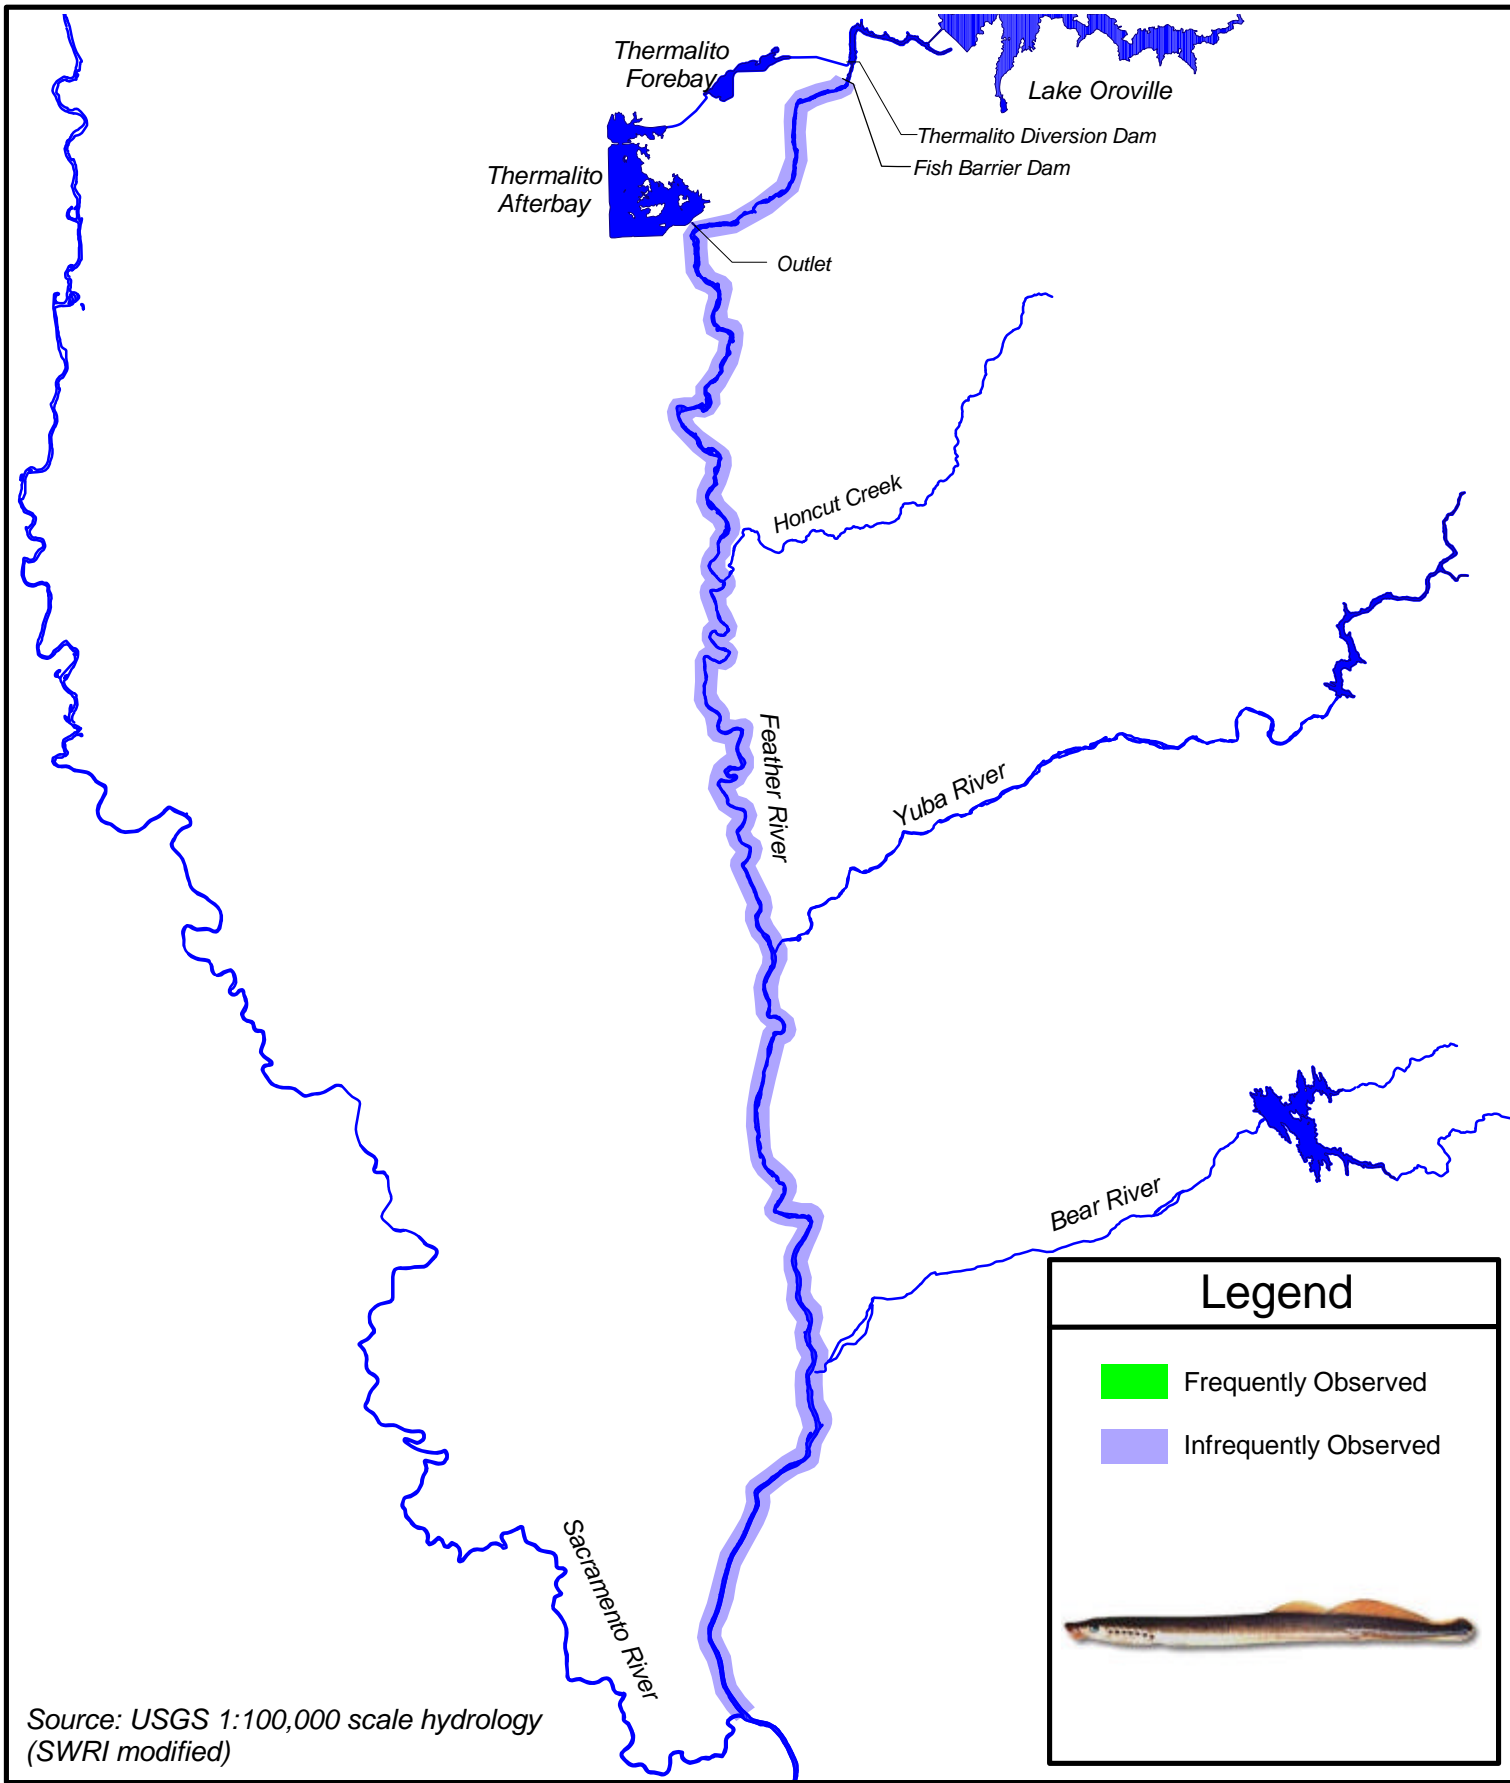 Thermalito
Forebay
Lake Oroville
Thermalito Diversion Dam
Fish Barrier Dam
Thermalito
Afterbay
Outlet
Honcut Creek
Feather River
Yuba River
Bear River
Legend
Frequently Observed
Infrequently Observed
Sacramento River
Source: USGS 1:100,000 scale hydrology
(SWRI modified)